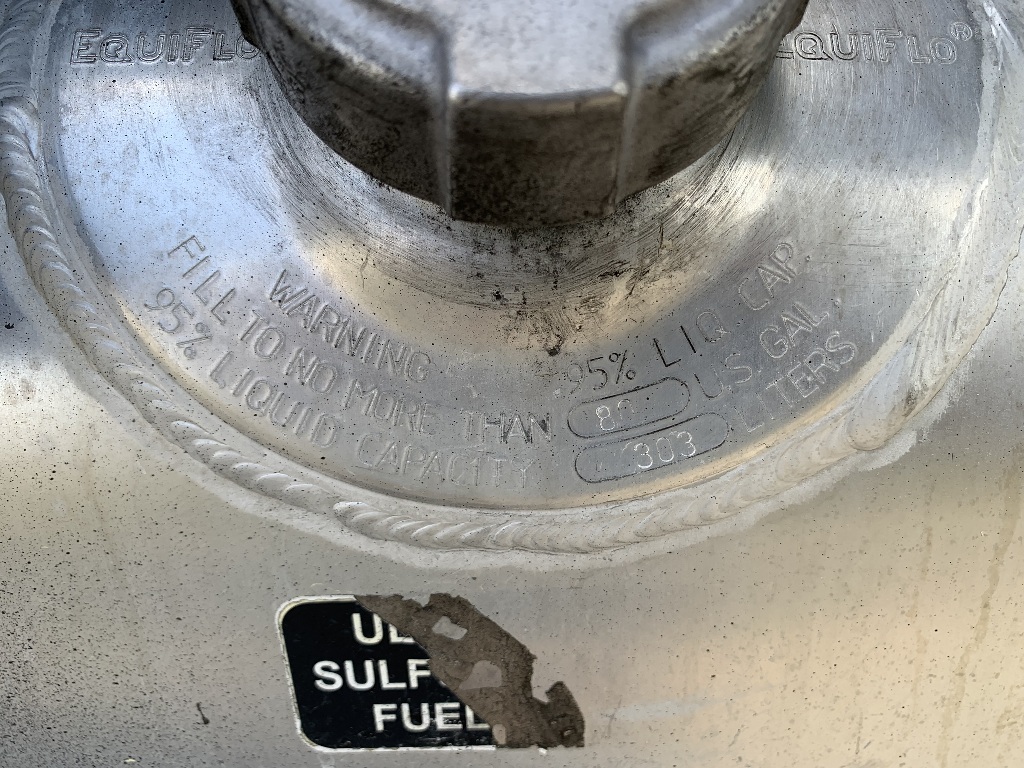 EQUIFLO
EQUIFLO®
WARNING
FILL TO NO MORE THAN
95% LIQUID CAPACITY
95% LIQ CAP.
80 U.S. GAL.
303 LITERS
SULF
FUEL